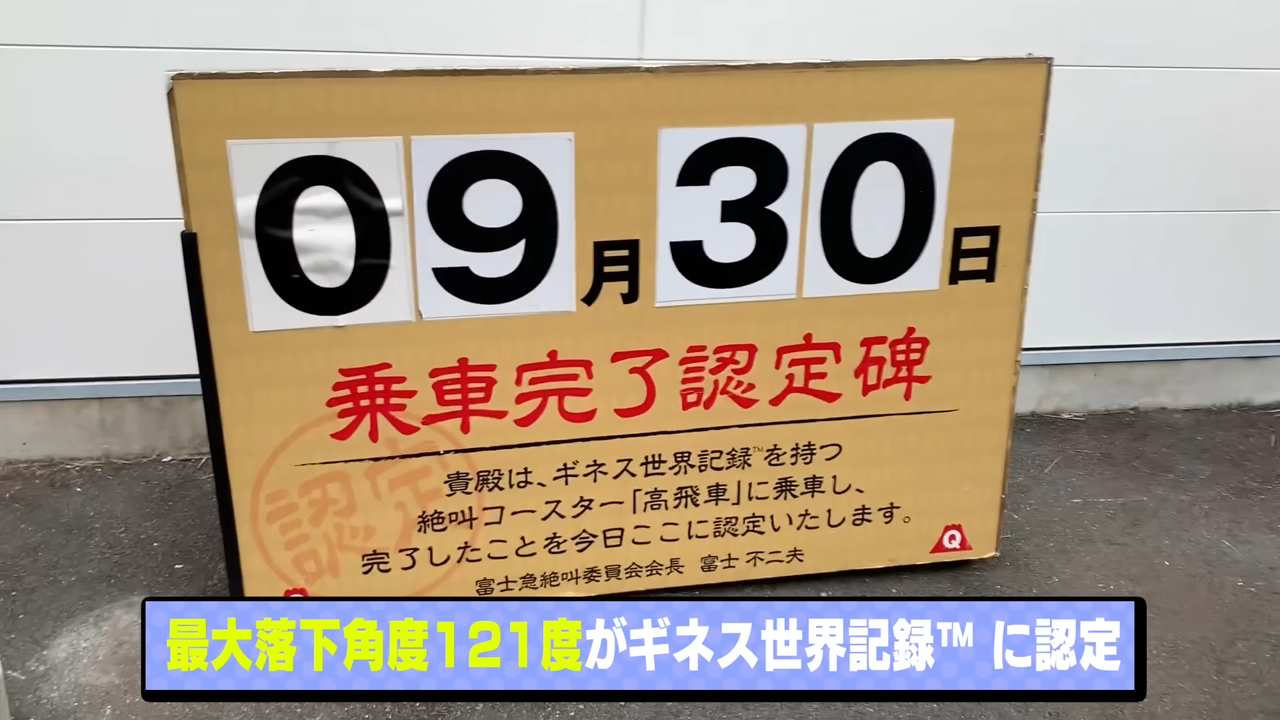 09月30日
乗車完了認定碑
認定
貴殿は、ギネス世界記録™を持つ
絶叫コースター「高飛車」に乗車し、
完了したことを今日ここに認定いたします。
富士急絶叫委員会会長 富士 不二夫
Q
Q
最大落下角度121度がギネス世界記録™ に認定